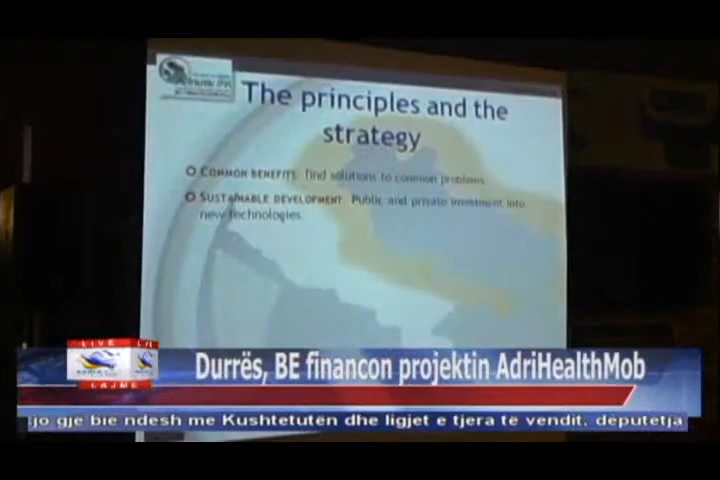 The principles and the
strategy
COMMON BENEFITS: find solutions to common problems
SUSTAINABLE DEVELOPMENT: Public and private investment into
new technologies.
LIVE
LAJME
Durrës, BE financon projektin AdriHealthMob
jo gje bie ndesh me Kushtetutën dhe ligjet e tjera të vendit, deputetja